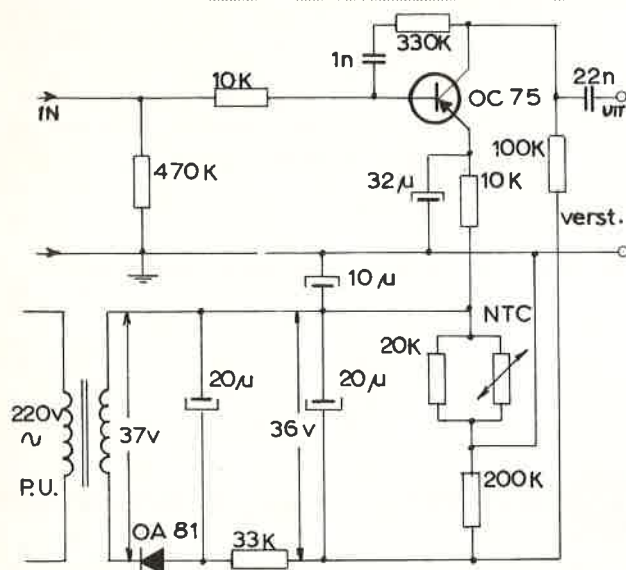 330K
1n
22n
10K
OC 75
IN
UIT
100K
470K
32µ
10K
verst.
10µ
NTC
20K
20µ
20µ
220v
37v
36v
~
200K
P.U.
OA 81
33K